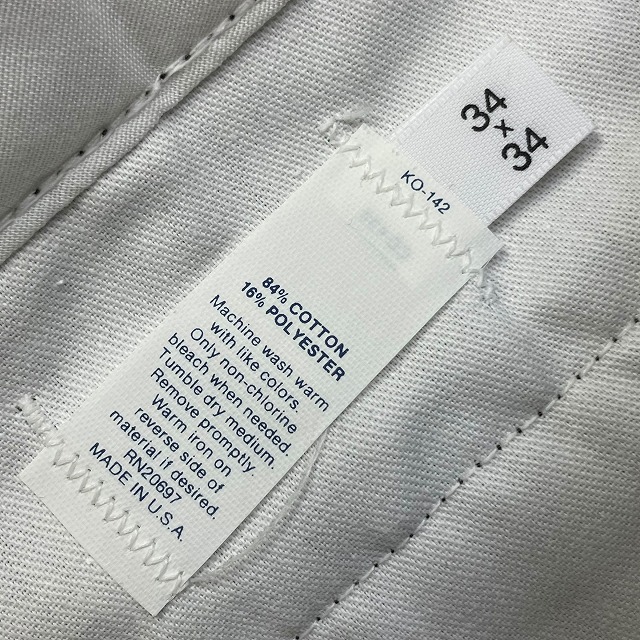 34 × 34
KO-142
84% COTTON
16% POLYESTER
Machine wash warm
with like colors.
Only non-chlorine
bleach when needed.
Tumble dry medium.
Remove promptly.
Warm iron on
reverse side of
material if desired.
RN20697
MADE IN U.S.A.